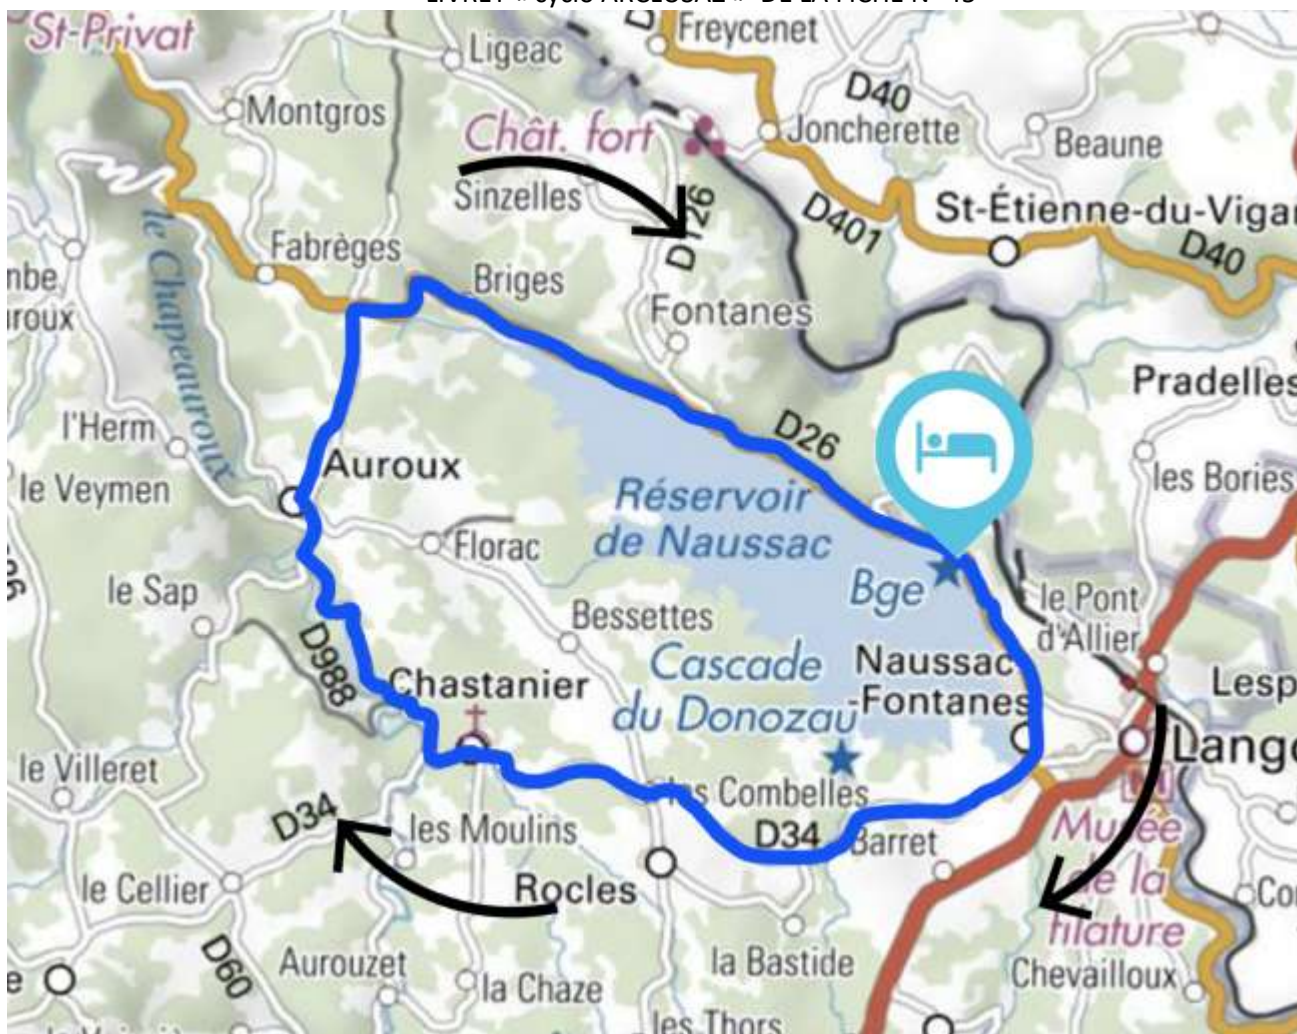 St-Privat
Ligeac
Freycenet
Montgros
D40
Chât. fort
Joncherette
Beaune
Sinzelles
D126
D401
St-Étienne-du-Vigan
D40
Fabrèges
Briges
le Chapeauroux
Fontanes
Pradelles
l'Herm
D26
Auroux
les Bories
le Veymen
Réservoir
de Naussac
Florac
Bge
le Sap
le Pont
d'Allier
Bessettes
D988
Cascade
du Donozau
Naussac
-Fontanes
Chastanier
Lesp
Lango
le Villeret
les Combelles
D34
les Moulins
D34
Barret
Musée
de la
filature
le Cellier
Rocles
D60
Aurouzet
la Chaze
la Bastide
Chevailloux
les Thors